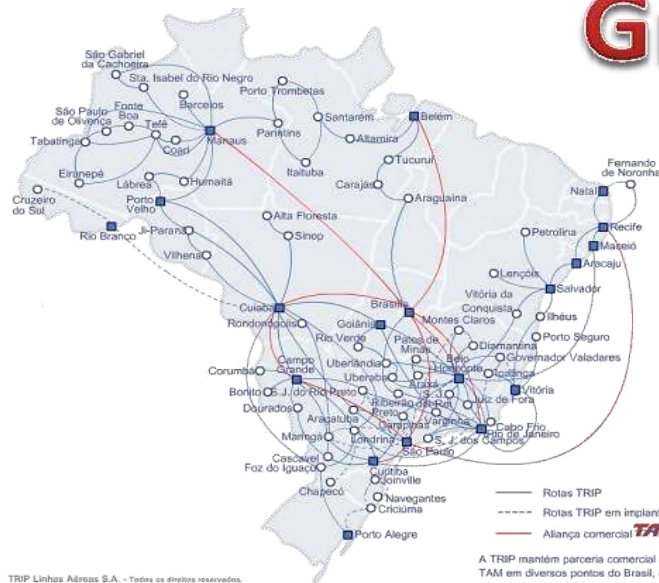 G
São Gabriel
da Cachoeira
Sta. Isabel do Rio Negro
Barcelos
Porto Trombetas
São Paulo
de Olivença
Fonte
Boa
Tefé
Manaus
Parintins
Santarém
Belém
Tabatinga
Coari
Altamira
Itaituba
Tucuruí
Eirunepé
Lábrea
Humaitá
Carajás
Araguaina
Fernando
de Noronha
Natal
Cruzeiro
do Sul
Porto
Velho
Rio Branco
Ji-Paraná
Alta Floresta
Sinop
Petrolina
Recife
Maceió
Aracaju
Vilhena
Lençois
Salvador
Cuiabá
Brasília
Vitória da
Conquista
Ilhéus
Rondonópolis
Goiânia
Montes Claros
Rio Verde
Patos de
Minas
Diamantina
Porto Seguro
Corumbá
Campo
Grande
Uberlândia
Belo
Horizonte
Governador Valadares
Ipatinga
Uberaba
Araxá
Vitória
Bonito
S.J. do Rio Preto
Ribeirão
Preto
S. J.
del Rei
Juiz de Fora
Dourados
Araçatuba
Campinas
Varginha
Cabo Frio
Rio de Janeiro
Maringá
Londrina
São Paulo
S. J. dos Campos
Cascavel
Foz do Iguaçu
Curitiba
Joinville
Chapecó
Navegantes
Criciúma
Porto Alegre
Rotas TRIP
Rotas TRIP em implant
Aliança comercial TA
A TRIP mantém parceria comercial
TAM em diversos pontos do Brasil,
TRIP Linhas Aéreas S.A. - Todos os direitos reservados.